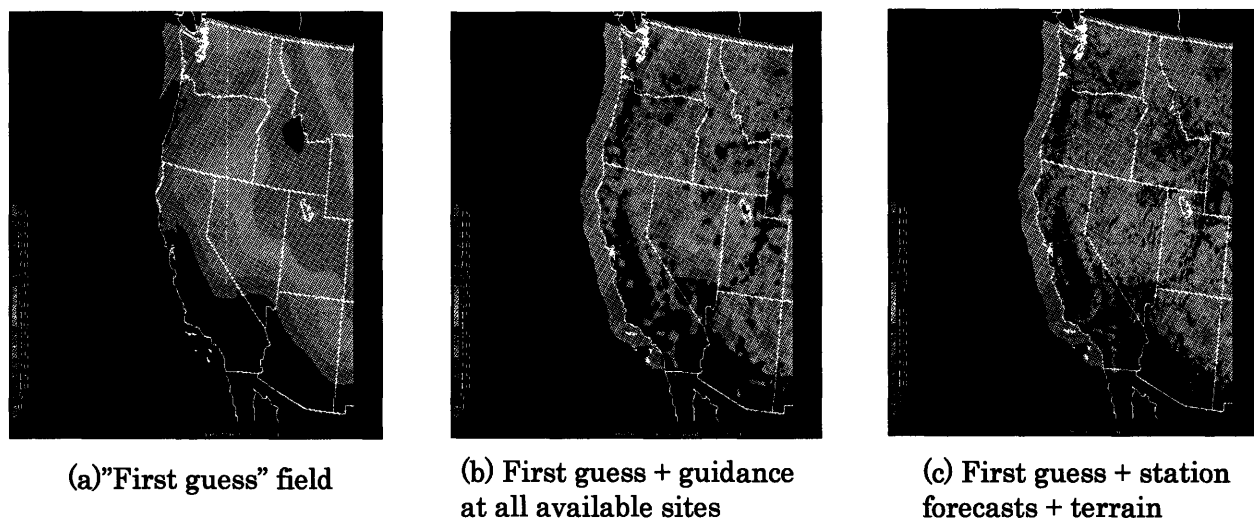 (a)"First guess" field
(b) First guess + guidance
at all available sites
(c) First guess + station
forecasts + terrain